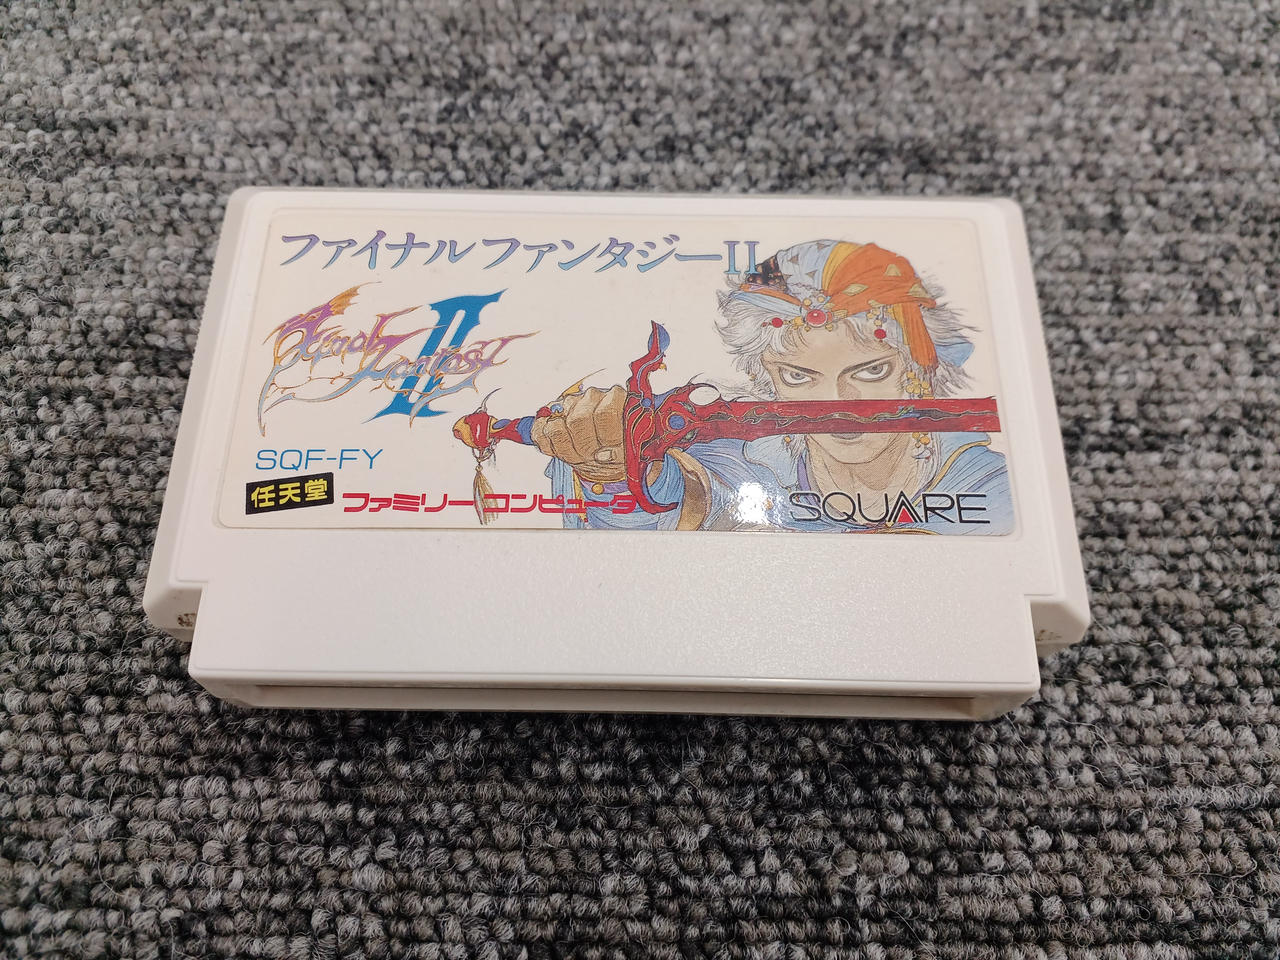 ファイナルファンタジーII
Final Fantasy
II
SQF-FY
任天堂 ファミリーコンピュータ
SQUARE